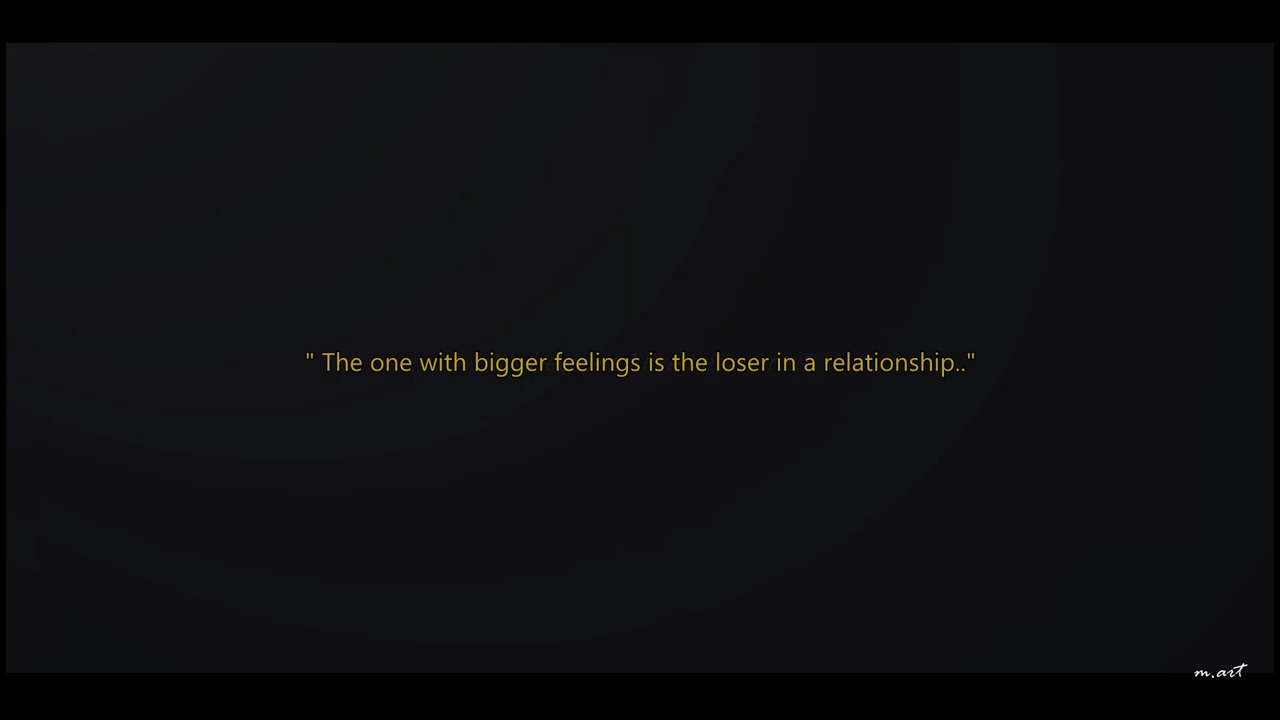 " The one with bigger feelings is the loser in a relationship.."
m.art